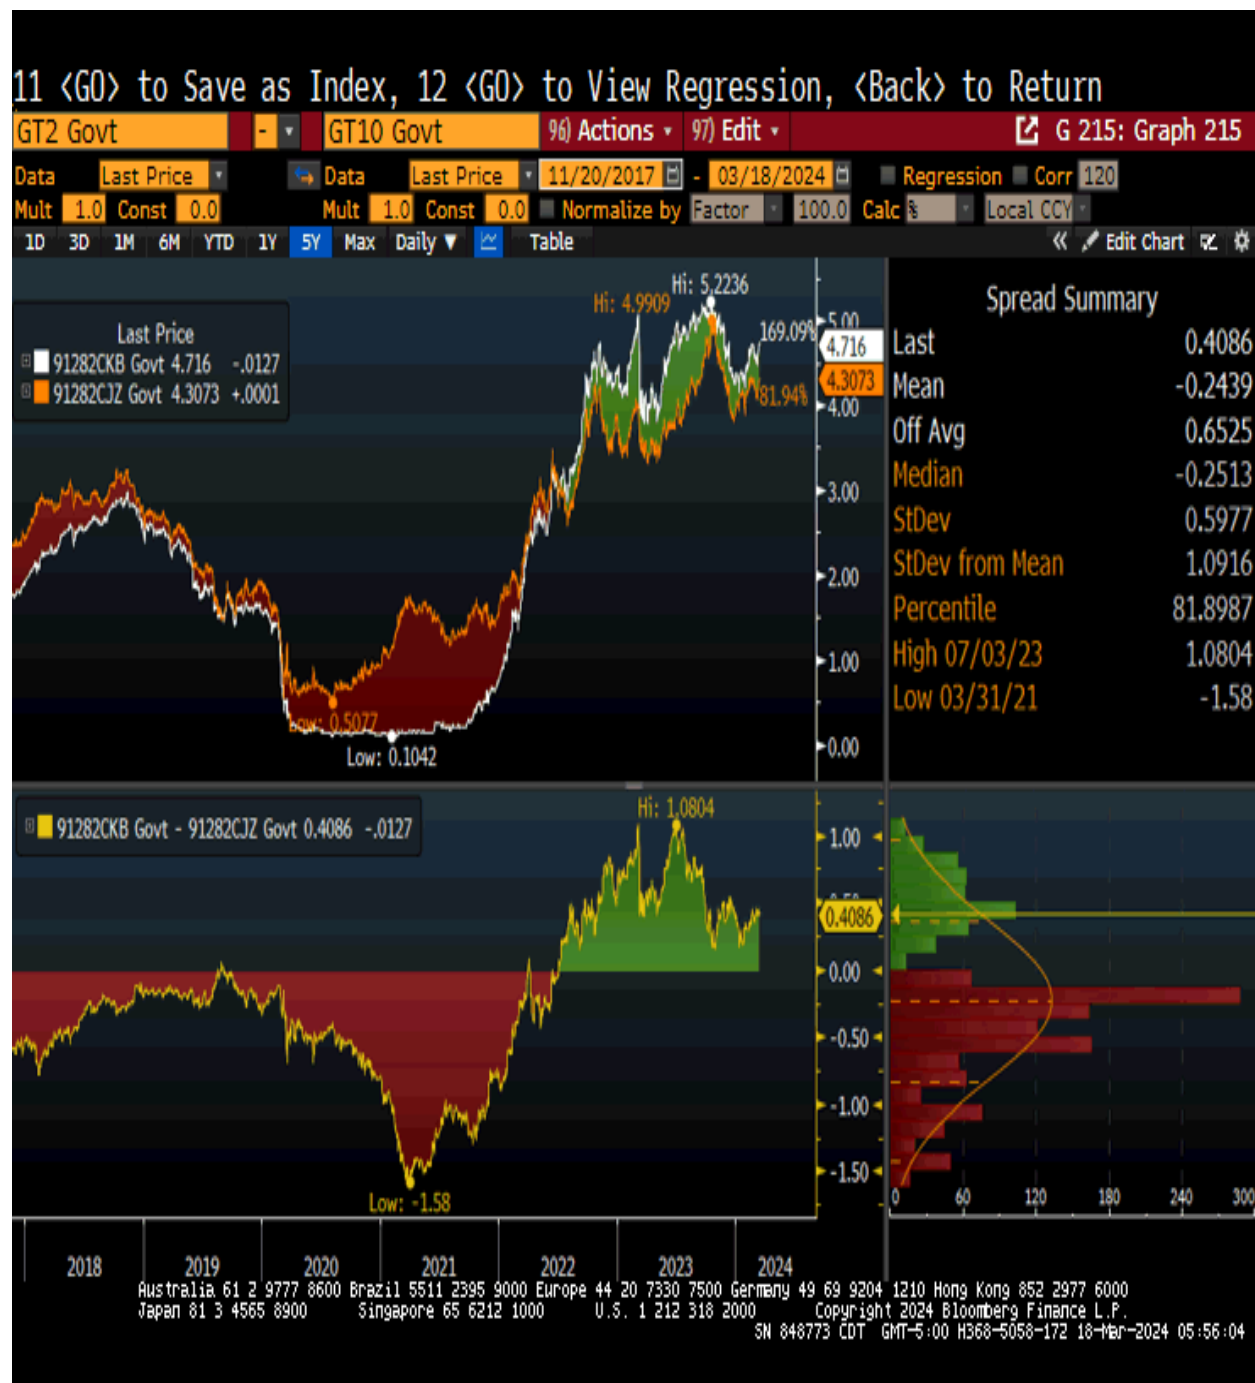 11 <GO> to Save as Index, 12 <GO> to View Regression, <Back> to Return
GT2 Govt - GT10 Govt 96) Actions 97) Edit G 215: Graph 215
Data Last Price Data Last Price 11/20/2017 - 03/18/2024 Regression Corr 120
Mult 1.0 Const 0.0 Mult 1.0 Const 0.0 Normalize by Factor 100.0 Calc % Local CCY
1D 3D 1M 6M YTD 1Y 5Y Max Daily Table « Edit Chart
Last Price
91282CKB Govt 4.716 -.0127
91282CJZ Govt 4.3073 +.0001
Hi: 4.9909
Hi: 5.2236
169.09%
81.94%
Low: 0.5077
Low: 0.1042
5.00
4.716
4.3073
4.00
3.00
2.00
1.00
0.00
Spread Summary
Last 0.4086
Mean -0.2439
Off Avg 0.6525
Median -0.2513
StDev 0.5977
StDev from Mean 1.0916
Percentile 81.8987
High 07/03/23 1.0804
Low 03/31/21 -1.58
91282CKB Govt - 91282CJZ Govt 0.4086 -.0127
Hi: 1.0804
Low: -1.58
1.00
0.4086
0.00
-0.50
-1.00
-1.50
0 60 120 180 240 300
2018 2019 2020 2021 2022 2023 2024
Australia 61 2 9777 8600 Brazil 5511 2395 9000 Europe 44 20 7330 7500 Germany 49 69 9204 1210 Hong Kong 852 2977 6000
Japan 81 3 4565 8900 Singapore 65 6212 1000 U.S. 1 212 318 2000 Copyright 2024 Bloomberg Finance L.P.
SN 848773 CDT GMT-5:00 H368-5058-172 18-Mar-2024 05:56:04